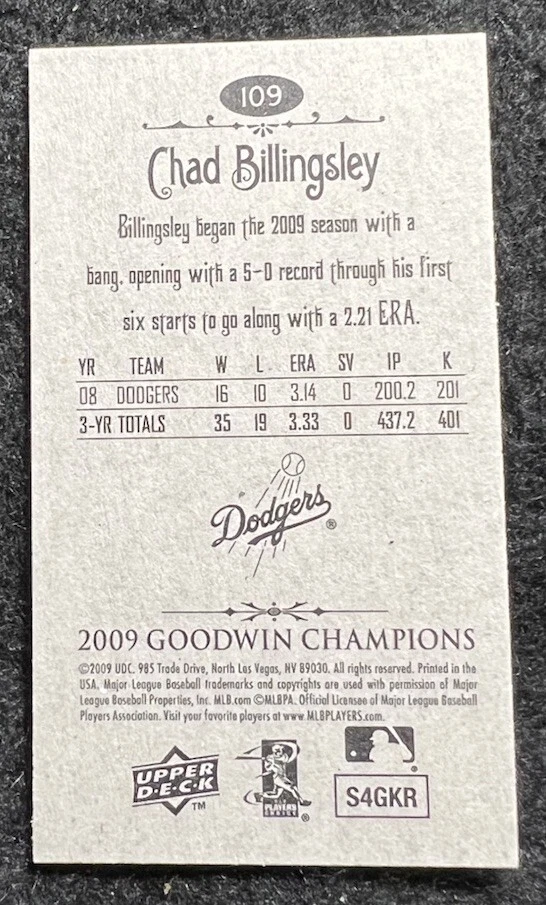 109
Chad Billingsley
Billingsley began the 2009 season with a
bang, opening with a 5-0 record through his first
six starts to go along with a 2.21 ERA.
YR TEAM W L ERA SV IP K
08 DODGERS 16 10 3.14 0 200.2 201
3-YR TOTALS 35 19 3.33 0 437.2 401
Dodgers ®
2009 GOODWIN CHAMPIONS
©2009 UDC. 985 Trade Drive, North Las Vegas, NV 89030. All rights reserved. Printed in the
USA. Major League Baseball trademarks and copyrights are used with permission of Major
League Baseball Properties, Inc. MLB.com ©MLBPA. Official Licensee of Major League Baseball
Players Association. Visit your favorite players at www.MLBPLAYERS.com.
UPPER
D•E•C•K
TM
PLAYERS
®
®
S4GKR